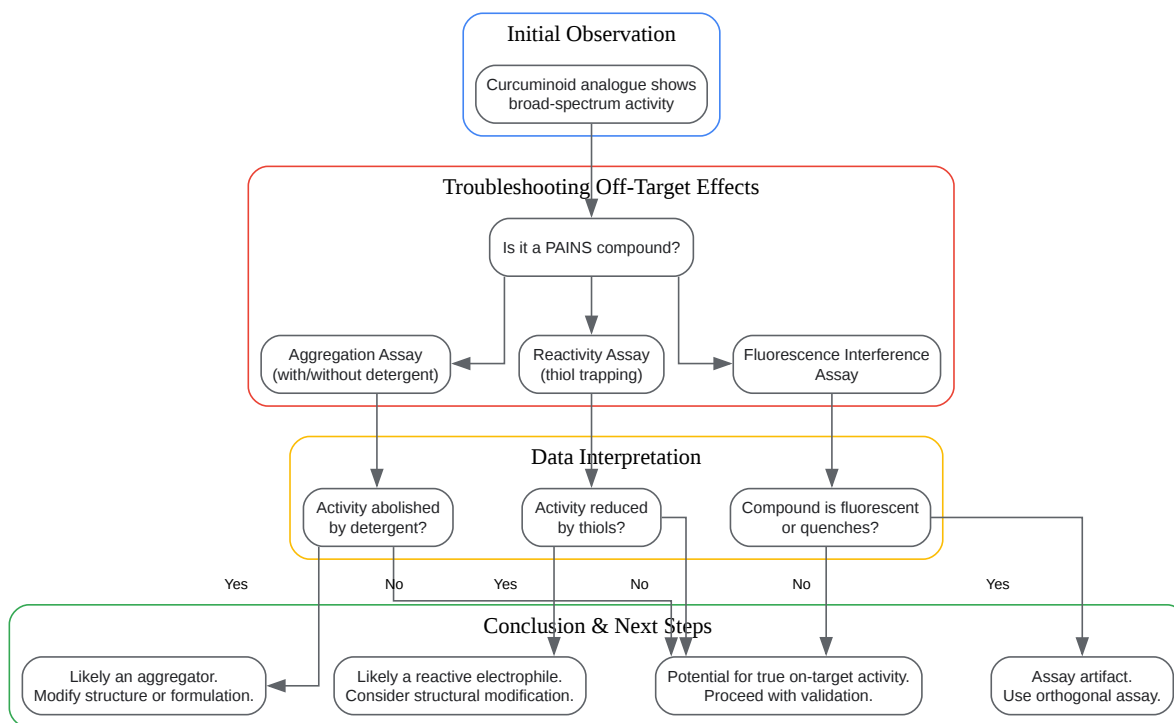 Initial Observation
Curcuminoid analogue shows
broad-spectrum activity
Troubleshooting Off-Target Effects
Is it a PAINS compound?
Aggregation Assay
(with/without detergent)
Reactivity Assay
(thiol trapping)
Fluorescence Interference
Assay
Data Interpretation
Activity abolished
by detergent?
Activity reduced
by thiols?
Compound is fluorescent
or quenches?
Yes
No
Yes
No
No
Yes
Conclusion & Next Steps
Likely an aggregator.
Modify structure or formulation.
Likely a reactive electrophile.
Consider structural modification.
Potential for true on-target activity.
Proceed with validation.
Assay artifact.
Use orthogonal assay.